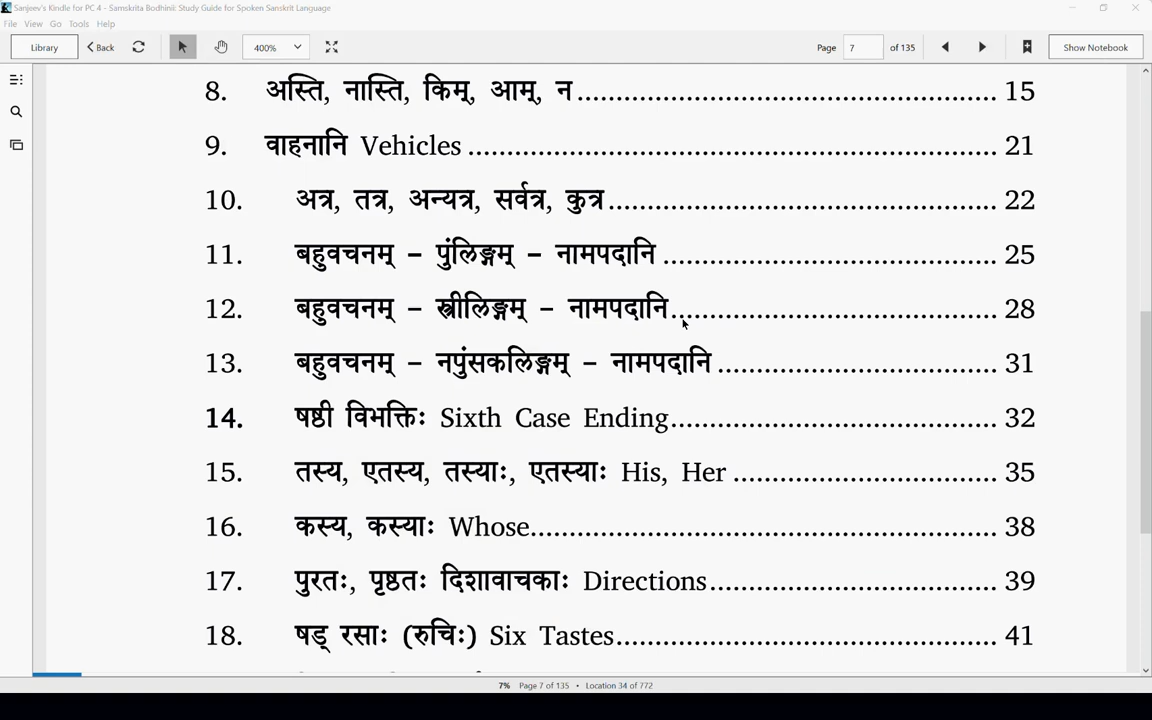 Sanjeev's Kindle for PC 4 - Samskrita Bodhinii: Study Guide for Spoken Sanskrit Language
File View Go Tools Help
Library Back 400% Page 7 of 135 Show Notebook
8. अस्ति, नास्ति, किम्, आम्, न.................................................... 15
9. वाहनानि Vehicles ................................................................ 21
10. अत्र, तत्र, अन्यत्र, सर्वत्र, कुत्र............................................... 22
11. बहुवचनम् – पुंलिङ्गम् – नामपदानि ........................................ 25
12. बहुवचनम् – स्त्रीलिङ्गम् – नामपदानि....................................... 28
13. बहुवचनम् – नपुंसकलिङ्गम् – नामपदानि .................................. 31
14. षष्ठी विभक्तिः Sixth Case Ending....................................... 32
15. तस्य, एतस्य, तस्याः, एतस्याः His, Her ................................ 35
16. कस्य, कस्याः Whose........................................................ 38
17. पुरतः, पृष्ठतः दिशावाचकाः Directions................................... 39
18. षड् रसाः (रुचिः) Six Tastes.............................................. 41
7% Page 7 of 135 • Location 34 of 772